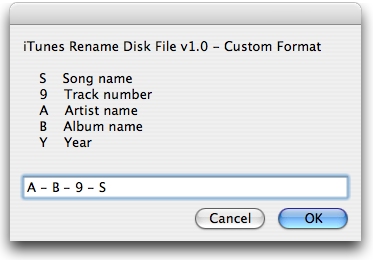 iTunes Rename Disk File v1.0 - Custom Format
S Song name
9 Track number
A Artist name
B Album name
Y Year
A - B - 9 - S
Cancel OK